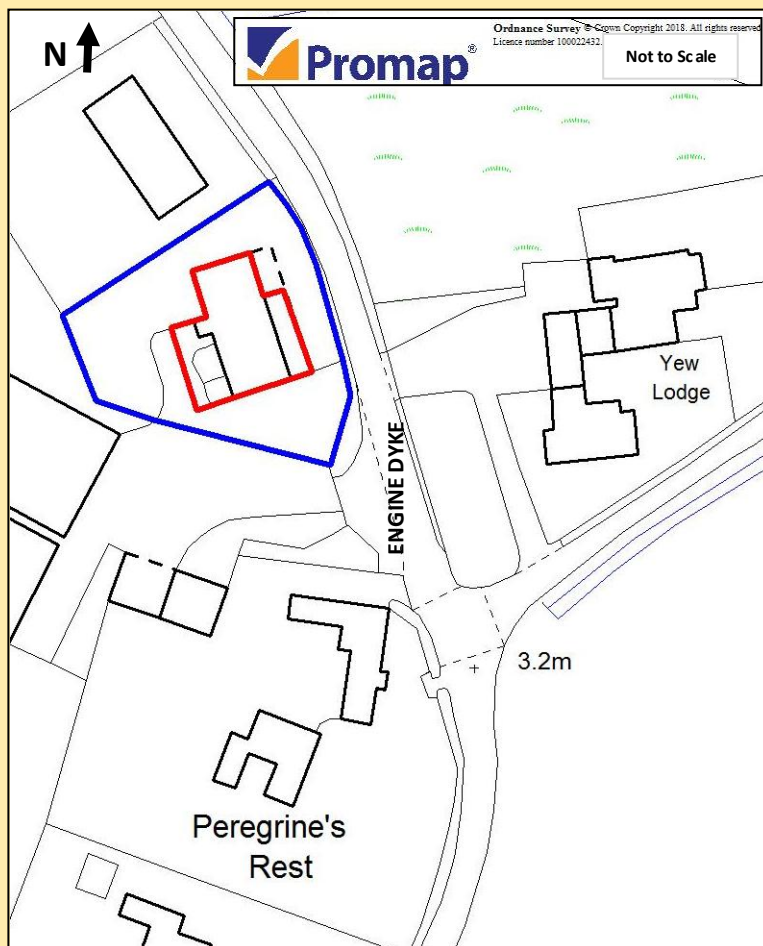 N
Promap®
Ordnance Survey © Crown Copyright 2018. All rights reserved
Licence number 100022432.
Not to Scale
Yew
Lodge
ENGINE DYKE
3.2m
Peregrine's
Rest